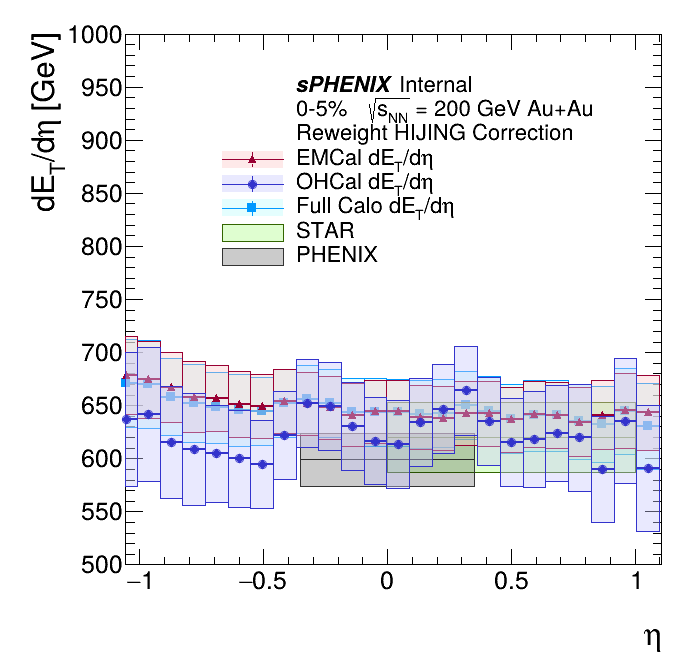 dE_T/dη [GeV]
1000
950
900
850
800
750
700
650
600
550
500
sPHENIX Internal
0-5% √s_NN = 200 GeV Au+Au
Reweight HIJING Correction
EMCal dE_T/dη
OHCal dE_T/dη
Full Calo dE_T/dη
STAR
PHENIX
−1 −0.5 0 0.5 1
η